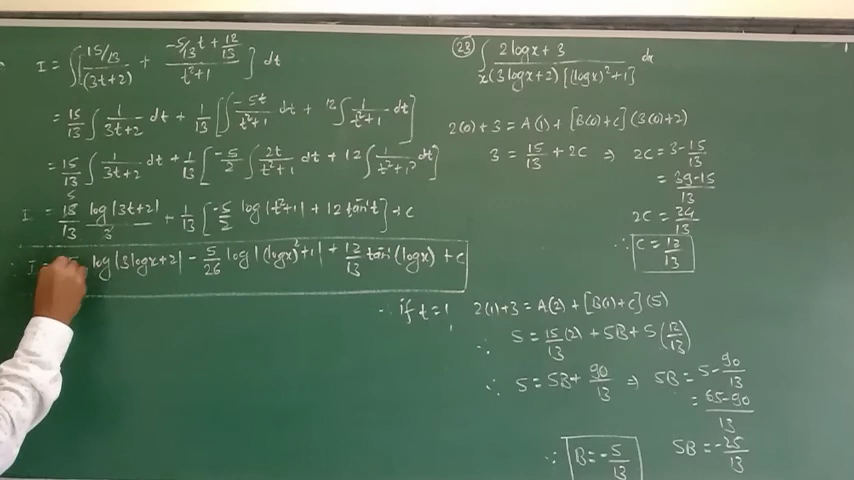 I = ∫[ (15/13)/(3t+2) + (-5/13 t + 12/13)/(t²+1) ] dt
= 15/13 ∫ 1/(3t+2) dt + 1/13 [∫ -5t/(t²+1) dt + 12 ∫ 1/(t²+1) dt]
= 15/13 ∫ 1/(3t+2) dt + 1/13 [-5/2 ∫ 2t/(t²+1) dt + 12 ∫ 1/(t²+1) dt]
I = 15/13 log|3t+2|/3 + 1/13 [-5/2 log|t²+1| + 12 tan⁻¹t] + C
log|3logx+2| - 5/26 log|(logx)²+1| + 12/13 tan⁻¹(logx) + C
(28) ∫ (2logx+3)/(x(3logx+2)[(logx)²+1]) dx
2(0)+3 = A(1) + [B(0)+C](3(0)+2)
3 = 15/13 + 2C ⇒ 2C = 3 - 15/13
= (39-15)/13
2C = 24/13
∴ C = 12/13
∴ if t=1, 2(1)+3 = A(2) + [B(1)+C](5)
∴ 5 = 15/13 (2) + 5B + 5(12/13)
∴ 5 = 5B + 90/13 ⇒ 5B = 5 - 90/13
= (65-90)/13
∴ B = -5/13 5B = -25/13